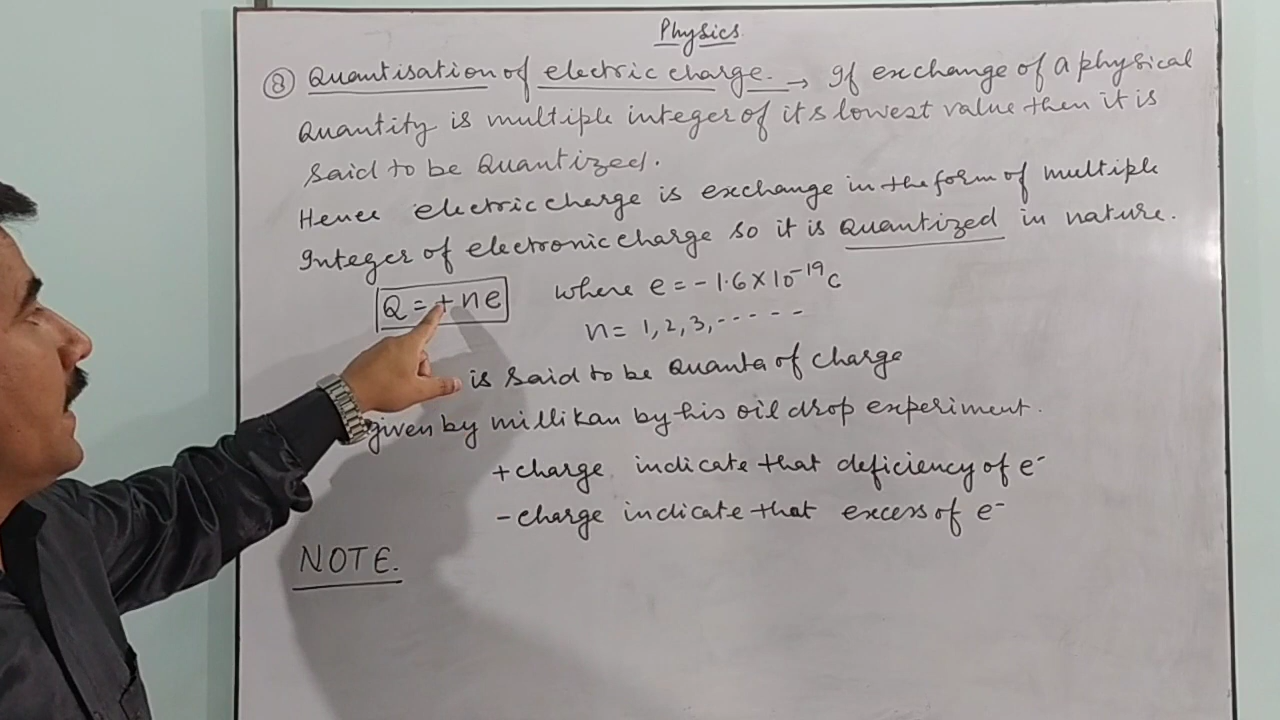 Physics
⑧ Quantisation of electric charge. → If exchange of a physical
Quantity is multiple integer of its lowest value then it is
said to be Quantized.
Hence electric charge is exchange in the form of multiple
Integer of electronic charge so it is Quantized in nature.
Q = + ne where e = - 1.6 X 10⁻¹⁹ C
n = 1, 2, 3, - - - - -
is said to be Quanta of charge
given by millikan by his oil drop experiment.
+ charge indicate that deficiency of e⁻
- charge indicate that excess of e⁻
NOTE.